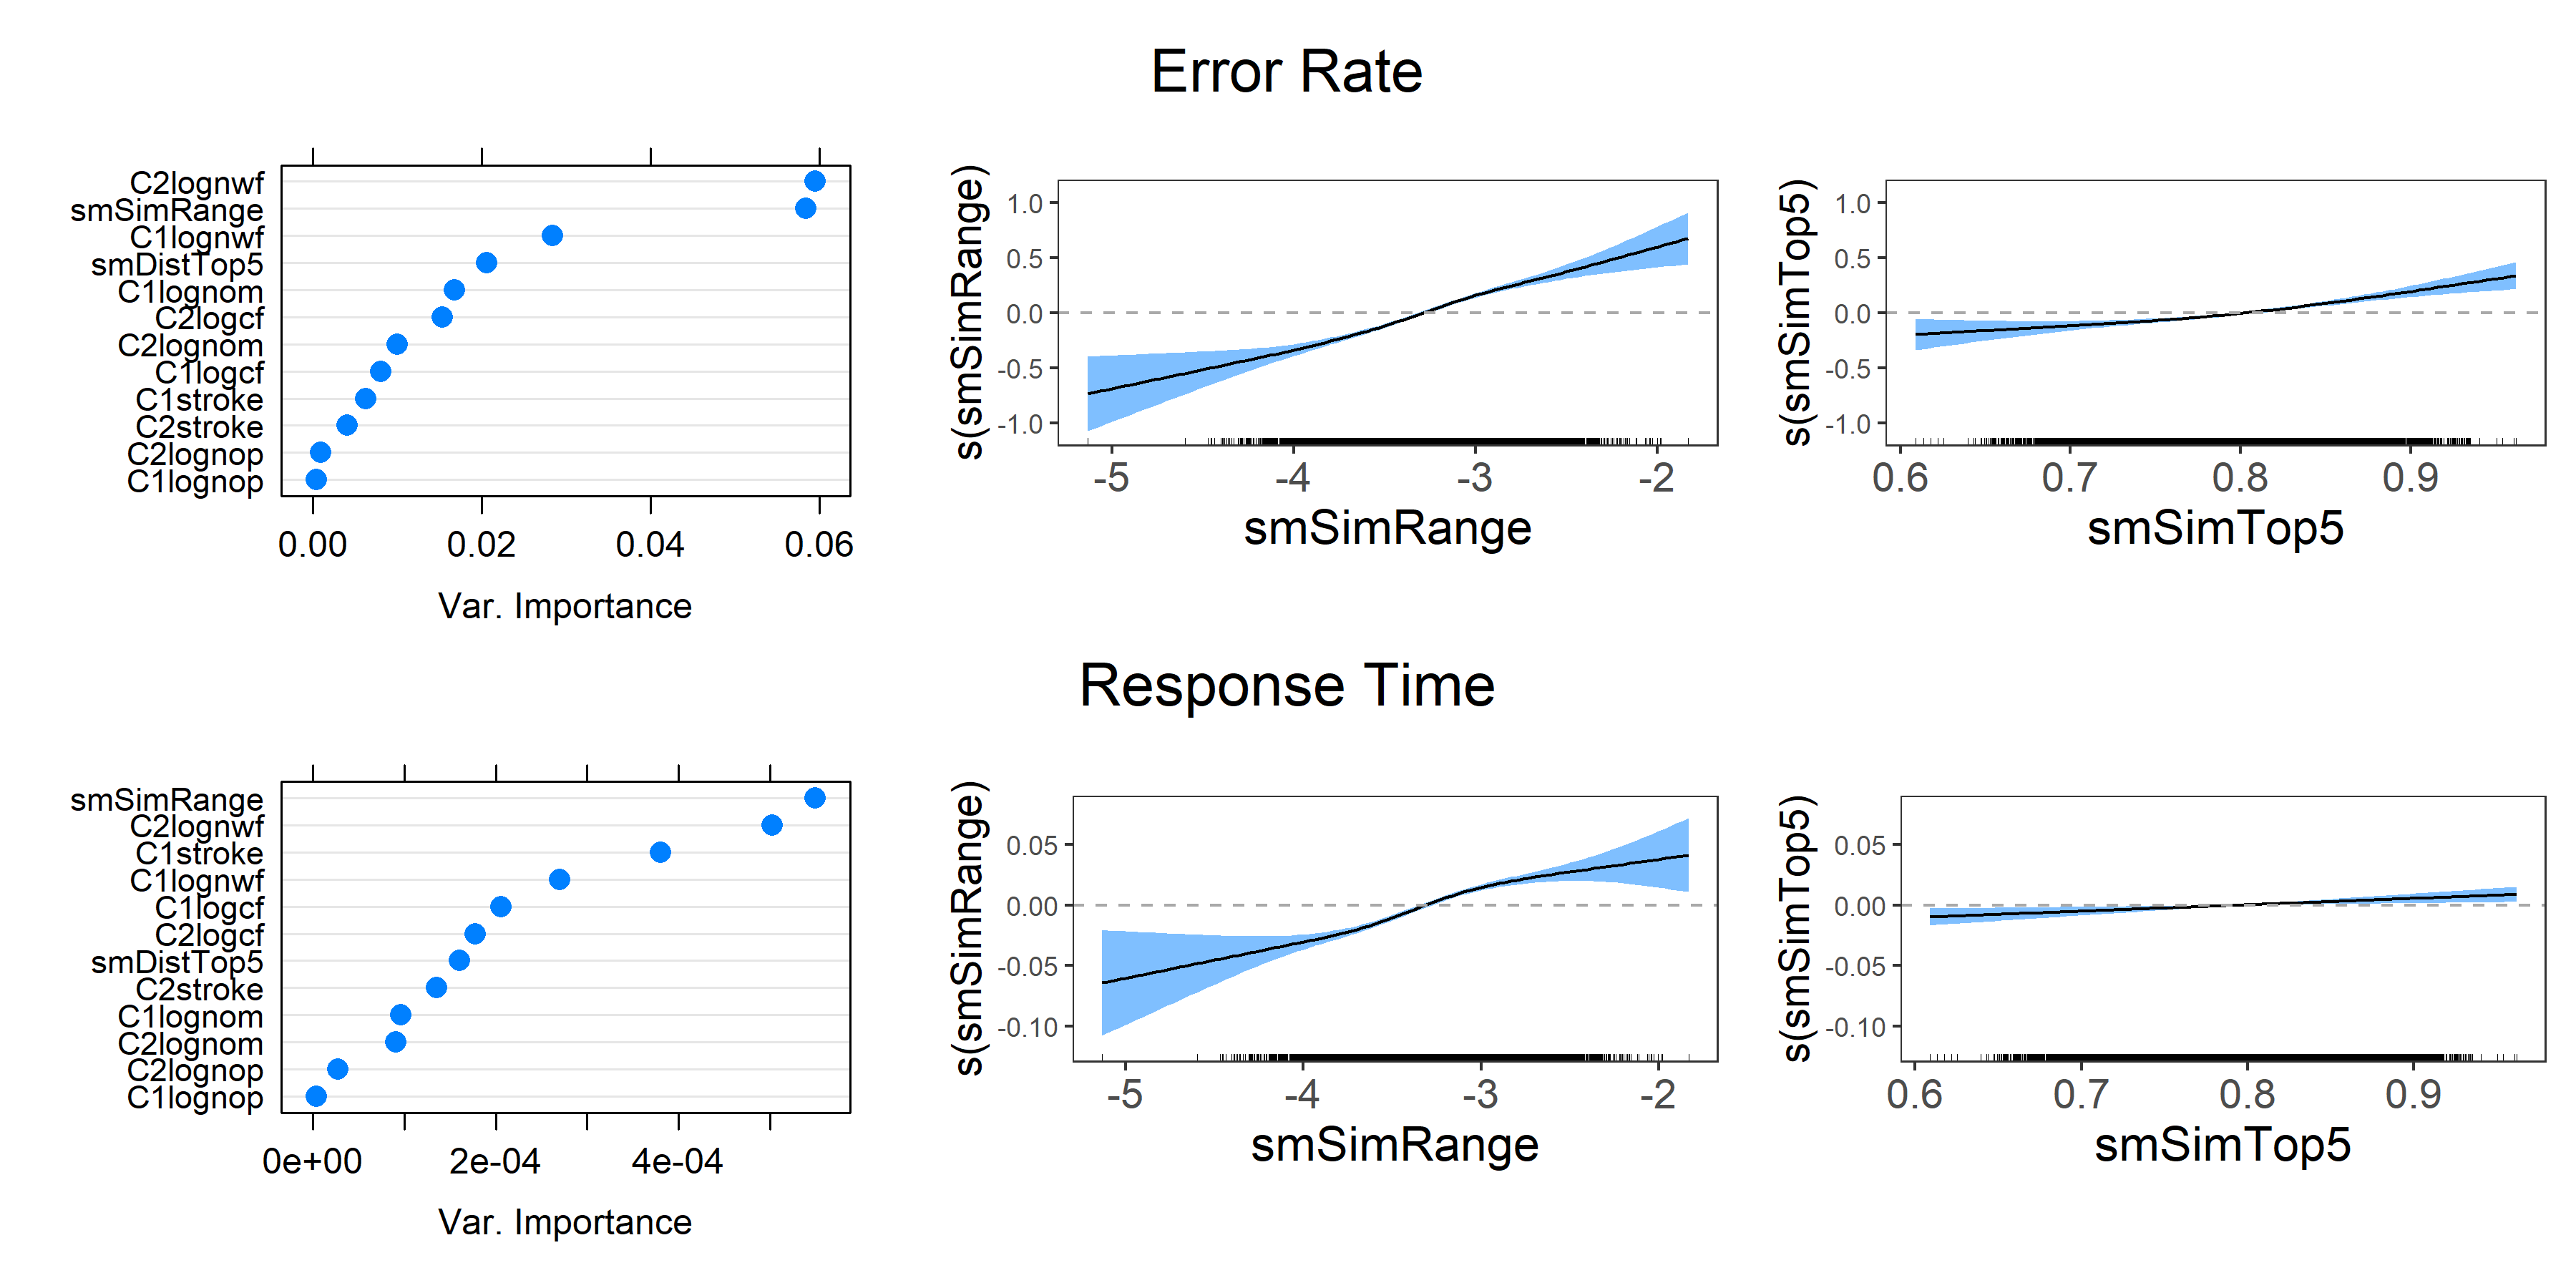 Error Rate
C2lognwf
smSimRange
C1lognwf
smDistTop5
C1lognom
C2logcf
C2lognom
C1logcf
C1stroke
C2stroke
C2lognop
C1lognop
0.00 0.02 0.04 0.06
Var. Importance
s(smSimRange)
1.0
0.5
0.0
-0.5
-1.0
-5 -4 -3 -2
smSimRange
s(smSimTop5)
1.0
0.5
0.0
-0.5
-1.0
0.6 0.7 0.8 0.9
smSimTop5
Response Time
smSimRange
C2lognwf
C1stroke
C1lognwf
C1logcf
C2logcf
smDistTop5
C2stroke
C1lognom
C2lognom
C2lognop
C1lognop
0e+00 2e-04 4e-04
Var. Importance
s(smSimRange)
0.05
0.00
-0.05
-0.10
-5 -4 -3 -2
smSimRange
s(smSimTop5)
0.05
0.00
-0.05
-0.10
0.6 0.7 0.8 0.9
smSimTop5